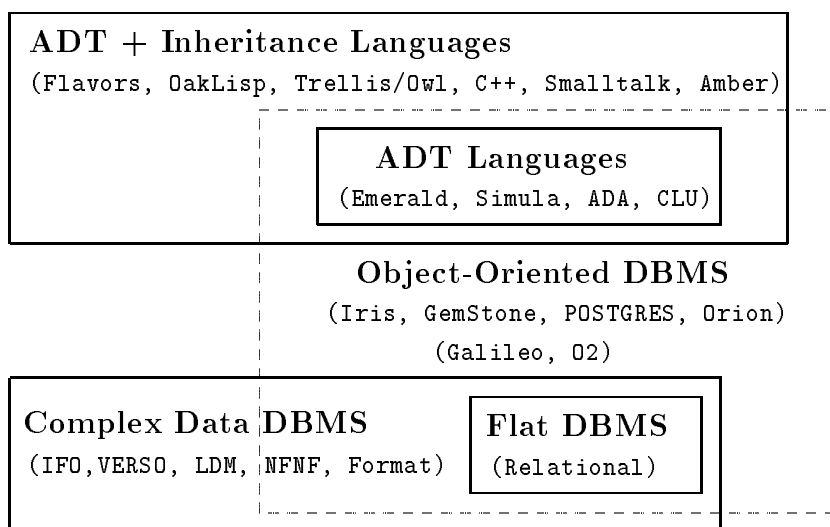 ADT + Inheritance Languages
(Flavors, OakLisp, Trellis/Owl, C++, Smalltalk, Amber)
ADT Languages
(Emerald, Simula, ADA, CLU)
Object-Oriented DBMS
(Iris, GemStone, POSTGRES, Orion)
(Galileo, O2)
Complex Data DBMS
(IFO,VERSO, LDM, NFNF, Format)
Flat DBMS
(Relational)